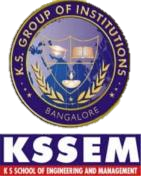 K.S. GROUP OF INSTITUTIONS
BANGALORE
KSSEM
K S SCHOOL OF ENGINEERING AND MANAGEMENT